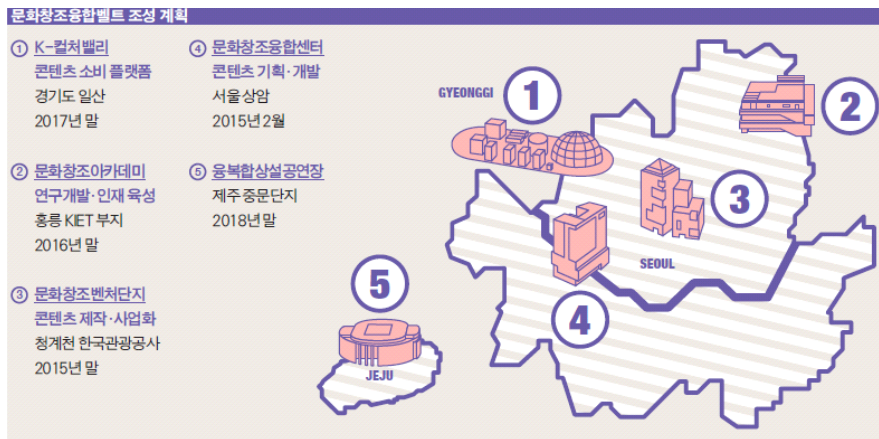 문화창조융합벨트 조성 계획
① K-컬처밸리
콘텐츠 소비 플랫폼
경기도 일산
2017년 말
② 문화창조아카데미
연구개발·인재 육성
홍릉 KIET 부지
2016년 말
③ 문화창조벤처단지
콘텐츠 제작·사업화
청계천 한국관광공사
2015년 말
④ 문화창조융합센터
콘텐츠 기획·개발
서울 상암
2015년 2월
⑤ 융복합상설공연장
제주 중문단지
2018년 말
GYEONGGI
1
2
3
SEOUL
4
5
JEJU